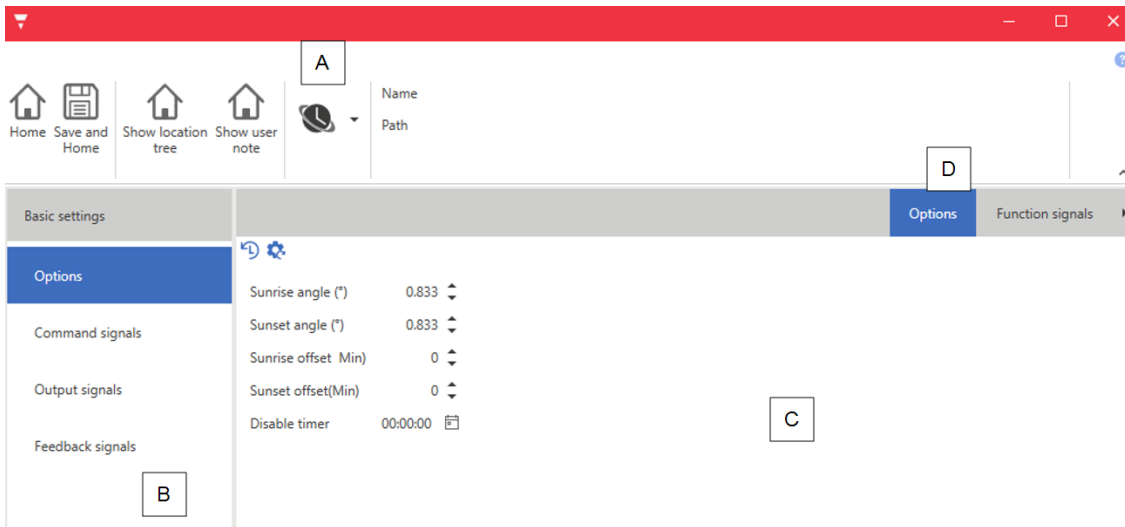 A
?
Name
Path
Home
Save and
Home
Show location
tree
Show user
note
D
Basic settings
Options
Function signals
Options
Command signals
Output signals
Feedback signals
B
Sunrise angle (°) 0.833
Sunset angle (°) 0.833
Sunrise offset  Min) 0
Sunset offset(Min) 0
Disable timer 00:00:00
C